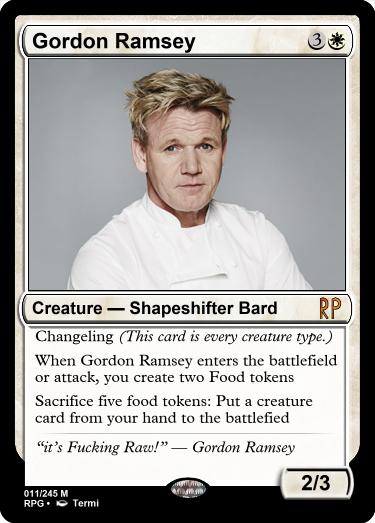 Gordon Ramsey 3
Creature — Shapeshifter Bard RP
Changeling (This card is every creature type.)
When Gordon Ramsey enters the battlefield
or attack, you create two Food tokens
Sacrifice five food tokens: Put a creature
card from your hand to the battlefied
“it's Fucking Raw!” — Gordon Ramsey
2/3
011/245 M
RPG • Termi